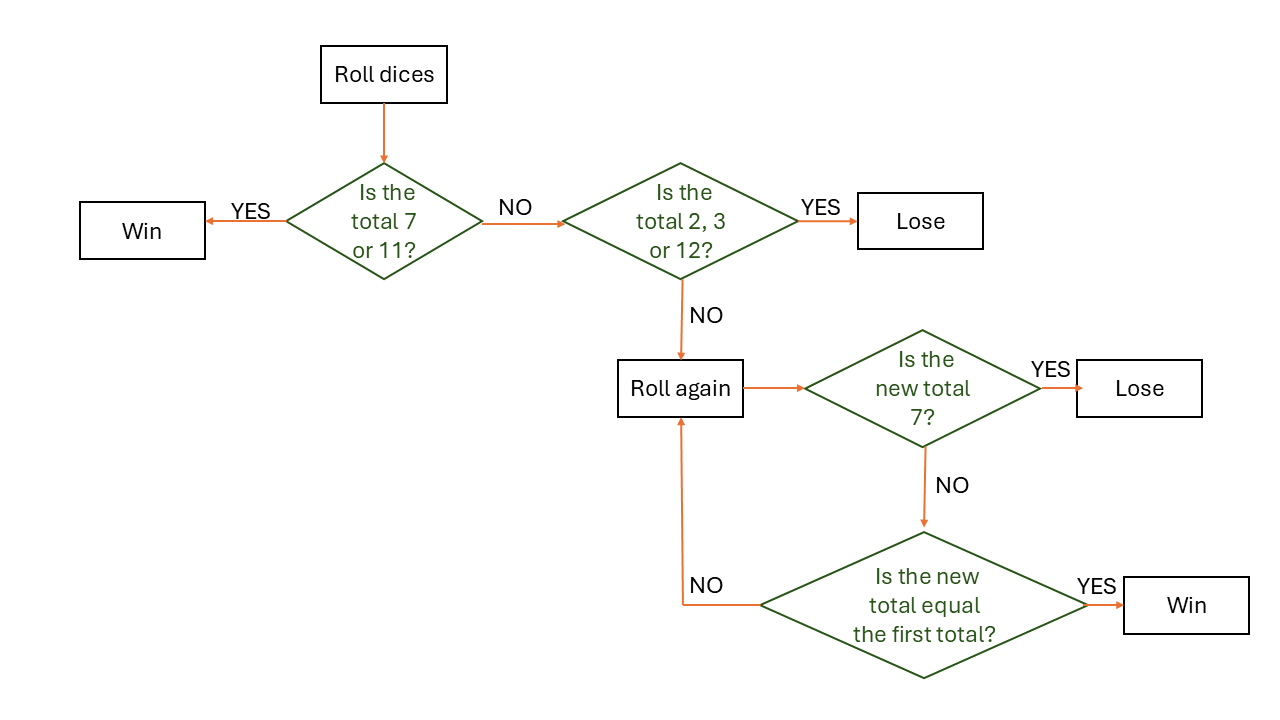 Roll dices
Is the
total 7
or 11?
YES
Win
NO
Is the
total 2, 3
or 12?
YES
Lose
NO
Roll again
Is the
new total
7?
YES
Lose
NO
Is the new
total equal
the first total?
YES
Win
NO